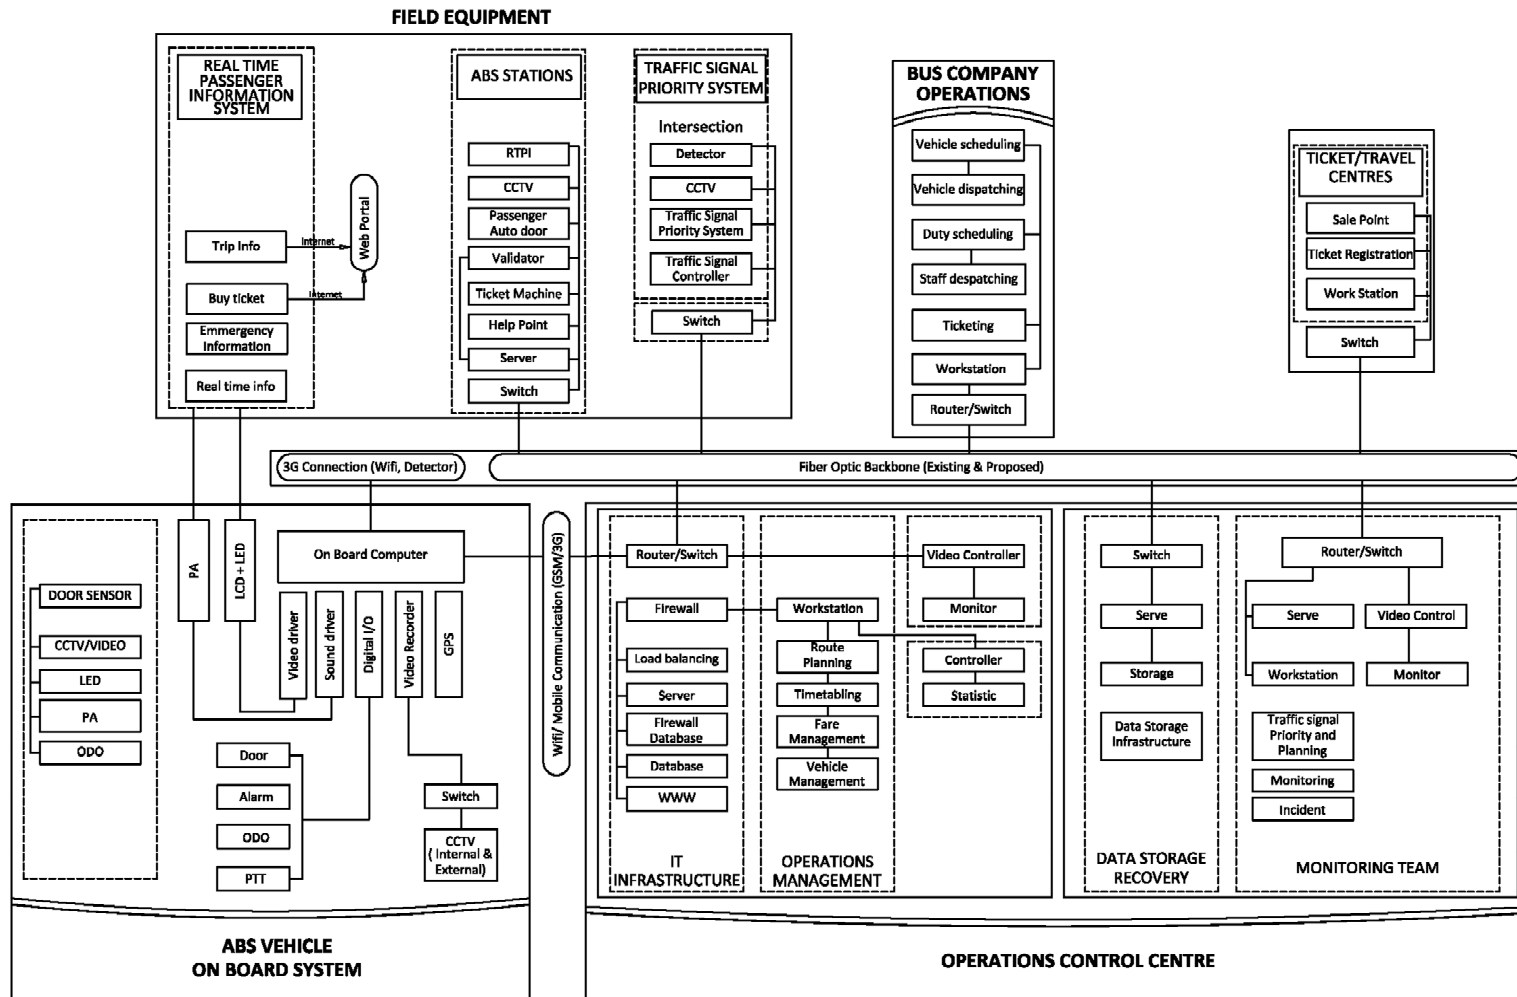 FIELD EQUIPMENT
REAL TIME
PASSENGER
INFORMATION
SYSTEM
Trip Info
Internet
Web Portal
Buy ticket
Internet
Emmergency
Information
Real time info
ABS STATIONS
RTPI
CCTV
Passenger
Auto door
Validator
Ticket Machine
Help Point
Server
Switch
TRAFFIC SIGNAL
PRIORITY SYSTEM
Intersection
Detector
CCTV
Traffic Signal
Priority System
Traffic Signal
Controller
Switch
BUS COMPANY
OPERATIONS
Vehicle scheduling
Vehicle dispatching
Duty scheduling
Staff despatching
Ticketing
Workstation
Router/Switch
TICKET/TRAVEL
CENTRES
Sale Point
Ticket Registration
Work Station
Switch
3G Connection (Wifi, Detector)
Fiber Optic Backbone (Existing & Proposed)
DOOR SENSOR
CCTV/VIDEO
LED
PA
ODO
PA
LCD + LED
On Board Computer
Video driver
Sound driver
Digital I/O
Video Recorder
GPS
Door
Alarm
ODO
PTT
Switch
CCTV
( Internal &
External)
ABS VEHICLE
ON BOARD SYSTEM
Wifi/ Mobile Communication (GSM/3G)
Router/Switch
Firewall
Load balancing
Server
Firewall
Database
Database
WWW
IT
INFRASTRUCTURE
Workstation
Route
Planning
Timetabling
Fare
Management
Vehicle
Management
OPERATIONS
MANAGEMENT
Video Controller
Monitor
Controller
Statistic
Switch
Serve
Storage
Data Storage
Infrastructure
DATA STORAGE
RECOVERY
Router/Switch
Serve
Video Control
Workstation
Monitor
Traffic signal
Priority and
Planning
Monitoring
Incident
MONITORING TEAM
OPERATIONS CONTROL CENTRE